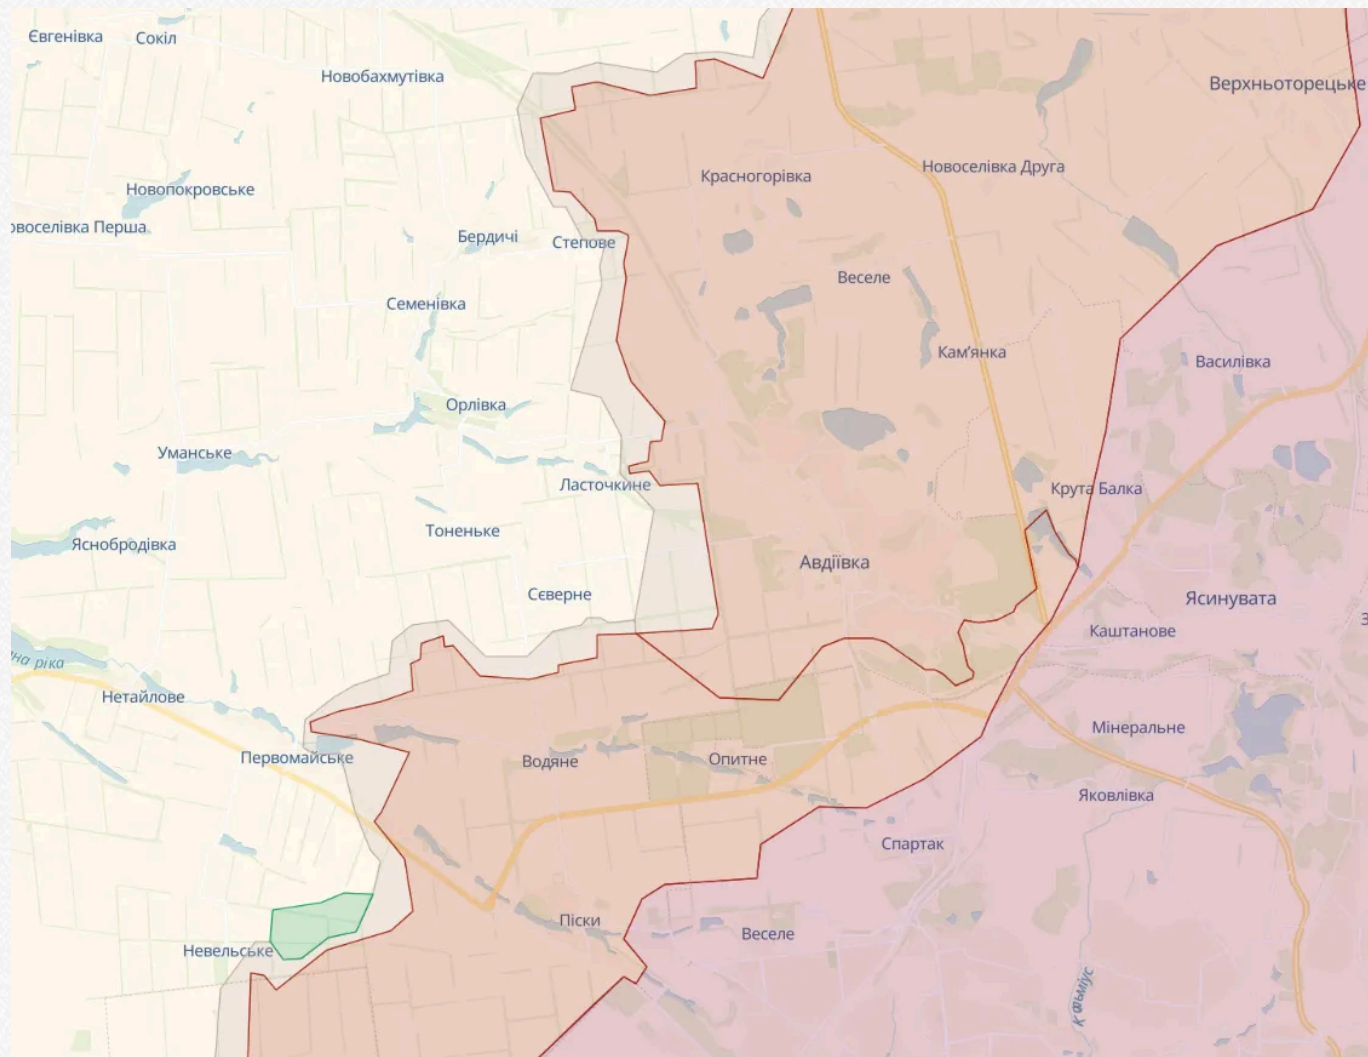 Євгенівка
Сокіл
Новобахмутівка
Верхньоторецьке
Новоселівка Друга
Красногорівка
Новопокровське
овоселівка Перша
Бердичі
Степове
Веселе
Семенівка
Кам'янка
Василівка
Орлівка
Уманське
Ласточкине
Крута Балка
Тоненьке
Яснобродівка
Авдіївка
Сєверне
Ясинувата
З
Каштанове
на ріка
Нетайлове
Мінеральне
Первомайське
Водяне
Опитне
Яковлівка
Спартак
Піски
Веселе
Невельське
Кальміус